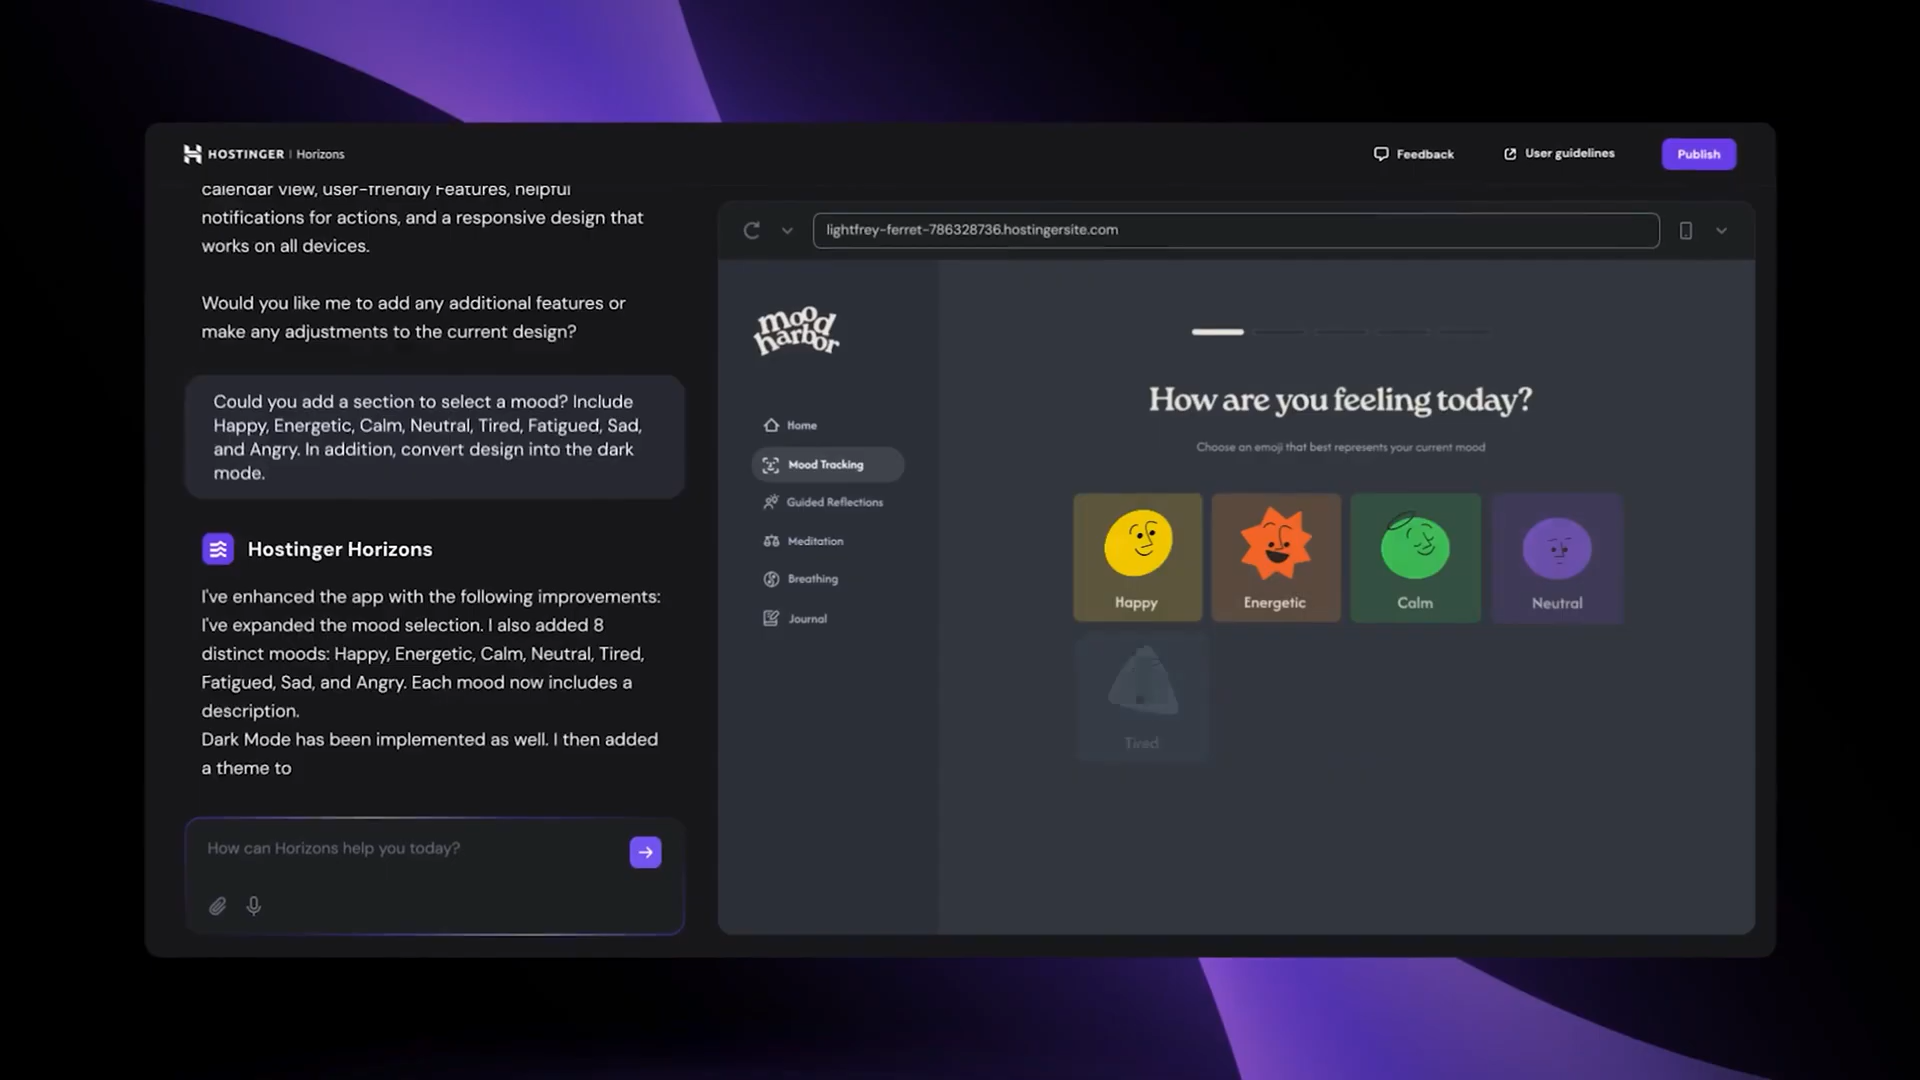 HOSTINGER | Horizons
Feedback
User guidelines
Publish
calendar view, user-friendly Features, helpful
notifications for actions, and a responsive design that
works on all devices.
Would you like me to add any additional features or
make any adjustments to the current design?
Could you add a section to select a mood? Include
Happy, Energetic, Calm, Neutral, Tired, Fatigued, Sad,
and Angry. In addition, convert design into the dark
mode.
Hostinger Horizons
I've enhanced the app with the following improvements:
I've expanded the mood selection. I also added 8
distinct moods: Happy, Energetic, Calm, Neutral, Tired,
Fatigued, Sad, and Angry. Each mood now includes a
description.
Dark Mode has been implemented as well. I then added
a theme to
How can Horizons help you today?
lightfrey-ferret-786328736.hostingersite.com
mood
harbor
Home
Mood Tracking
Guided Reflections
Meditation
Breathing
Journal
How are you feeling today?
Choose an emoji that best represents your current mood
Happy
Energetic
Calm
Neutral
Tired